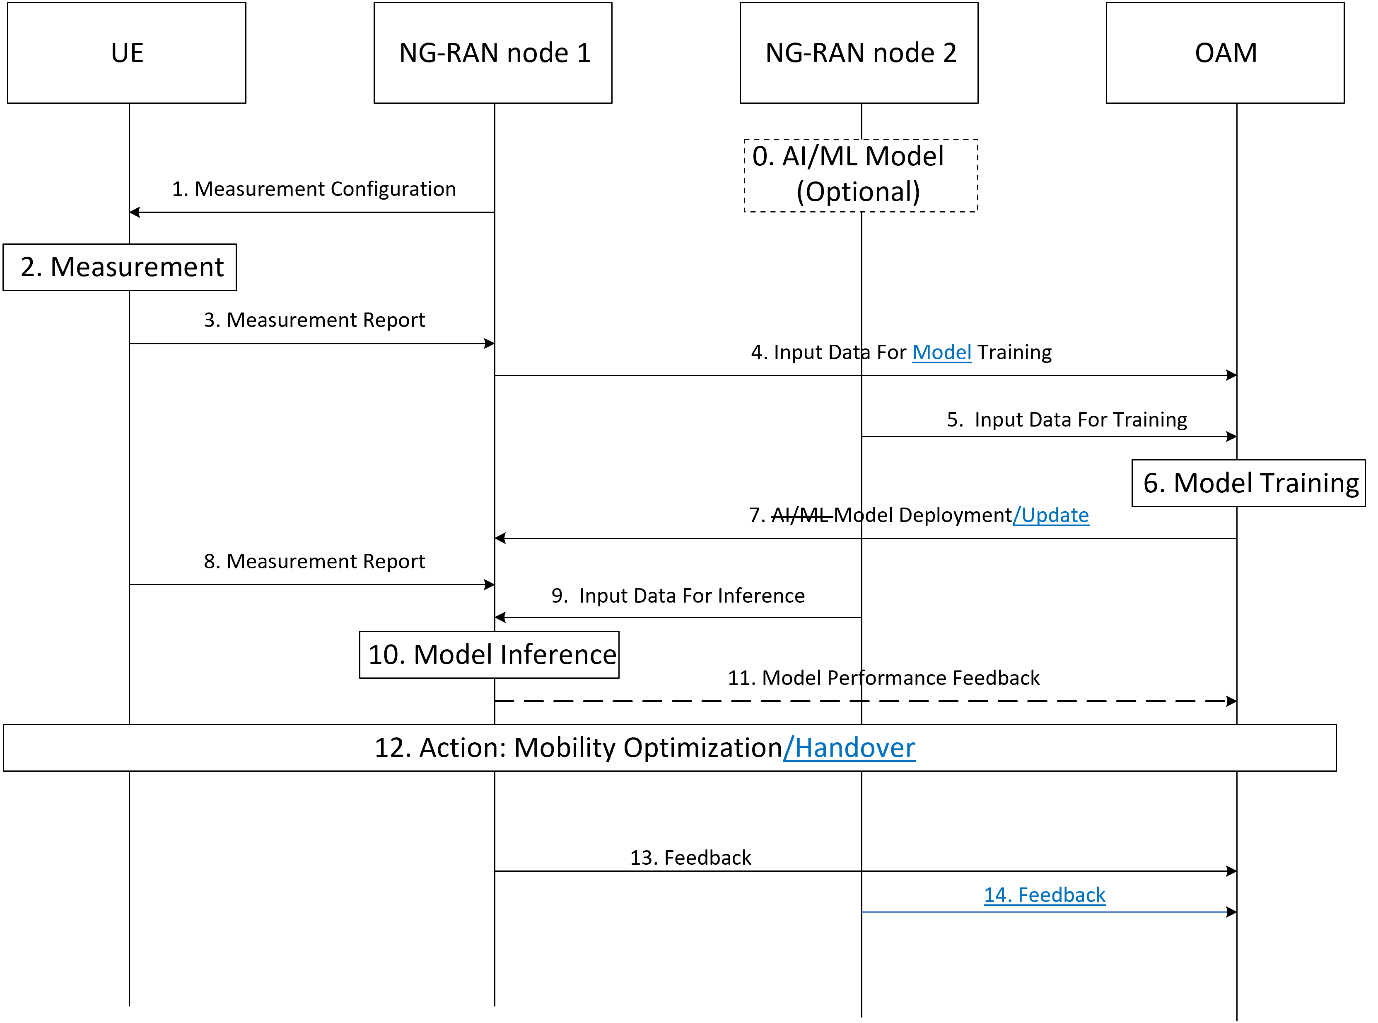 UE
NG-RAN node 1
NG-RAN node 2
OAM
0. AI/ML Model
(Optional)
1. Measurement Configuration
2. Measurement
3. Measurement Report
4. Input Data For Model Training
5. Input Data For Training
6. Model Training
7. AI/ML Model Deployment/Update
8. Measurement Report
9. Input Data For Inference
10. Model Inference
11. Model Performance Feedback
12. Action: Mobility Optimization/Handover
13. Feedback
14. Feedback